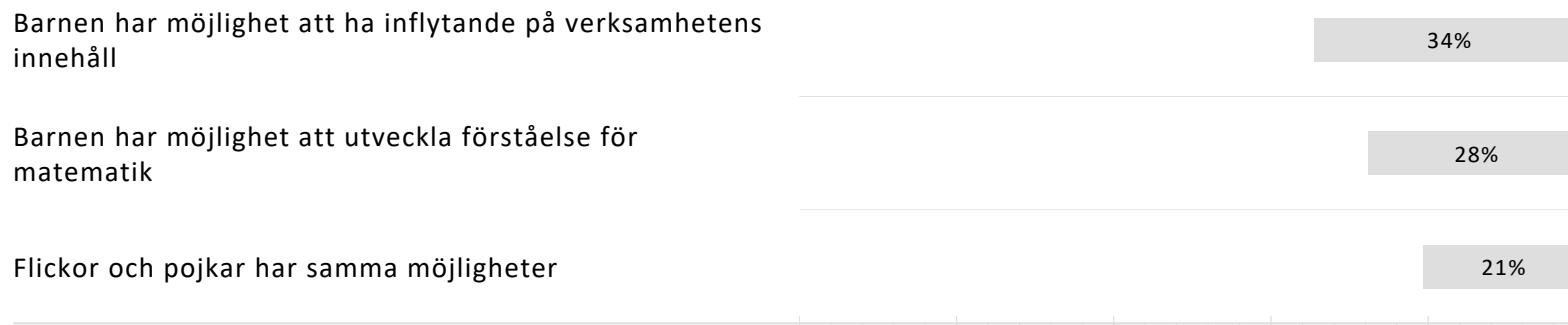 Barnen har möjlighet att ha inflytande på verksamhetens
innehåll
34%
Barnen har möjlighet att utveckla förståelse för
matematik
28%
Flickor och pojkar har samma möjligheter
21%